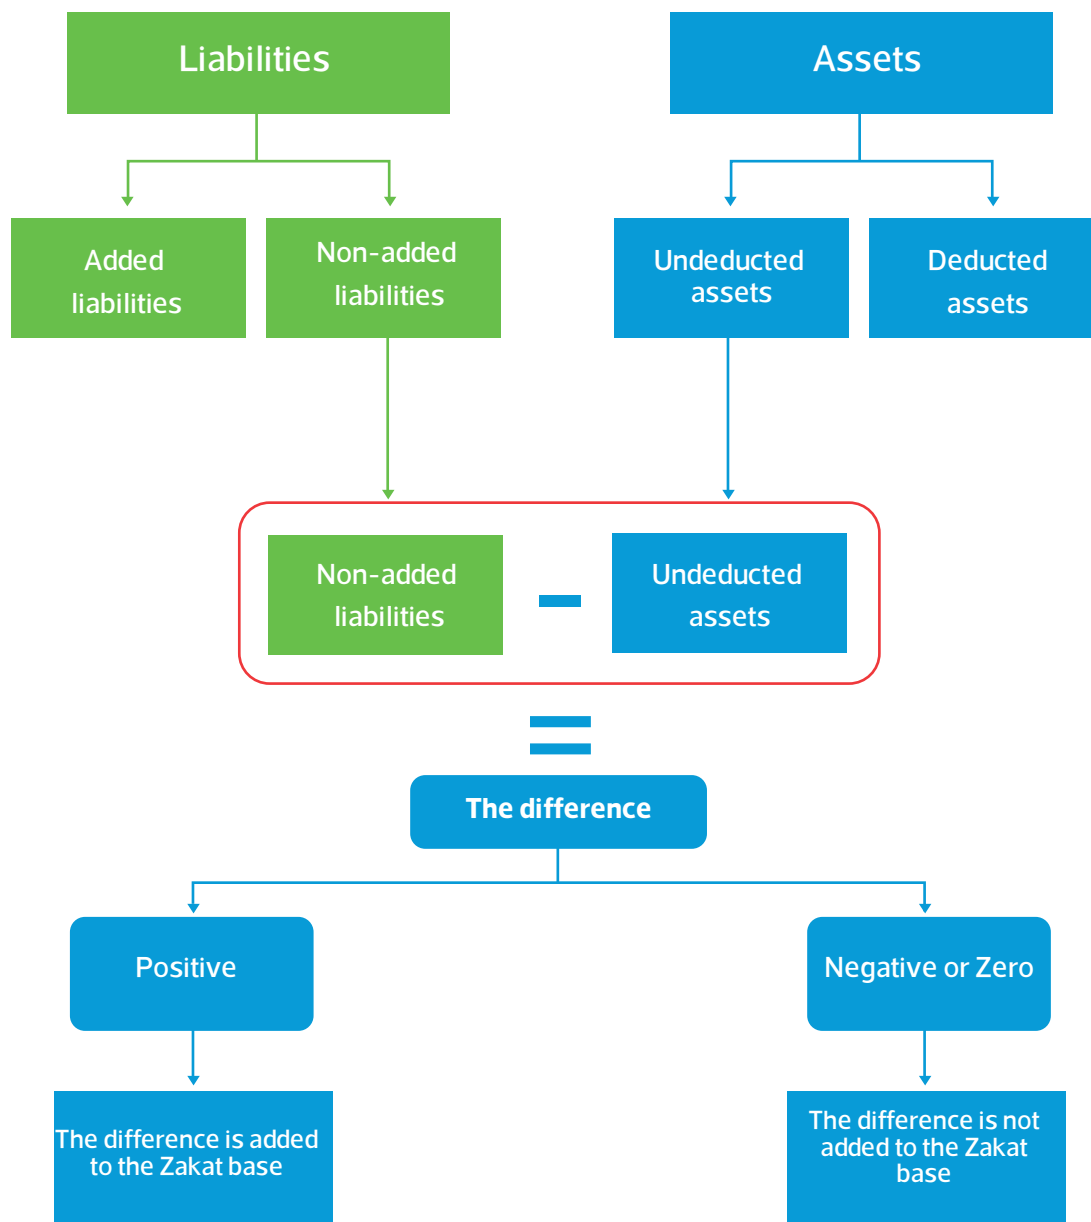 Liabilities
Assets
Added
liabilities
Non-added
liabilities
Undeducted
assets
Deducted
assets
Non-added
liabilities
Undeducted
assets
The difference
Positive
Negative or Zero
The difference is added
to the Zakat base
The difference is not
added to the Zakat
base